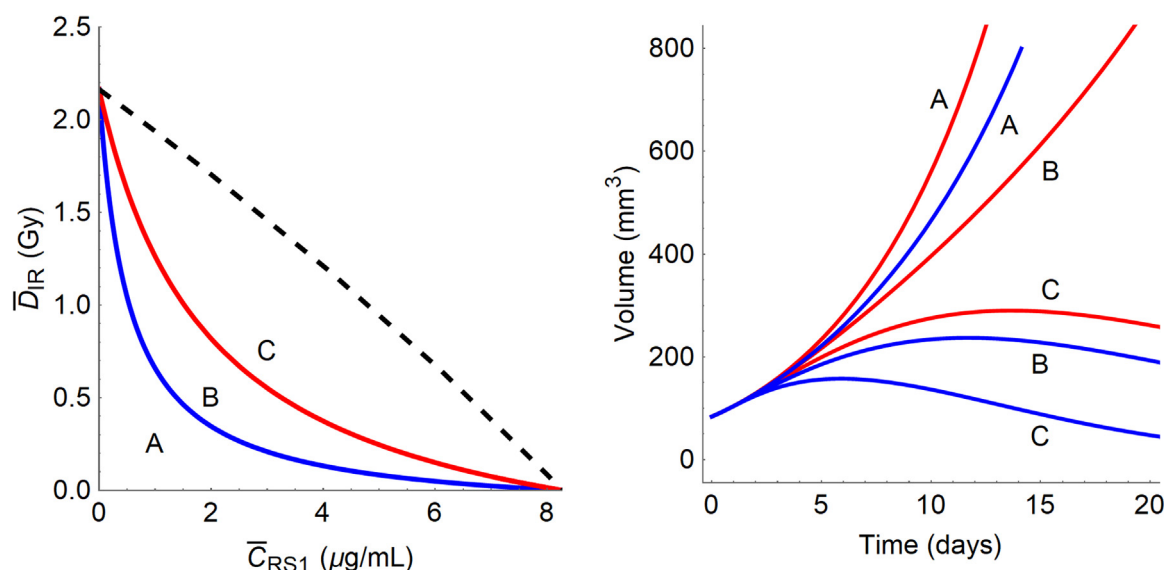 2.5
2.0
1.5
1.0
0.5
0.0
D̅IR (Gy)
C
B
A
0 2 4 6 8
C̅RS1 (μg/mL)
800
600
400
200
0
Volume (mm³)
A
A
B
C
B
C
0 5 10 15 20
Time (days)